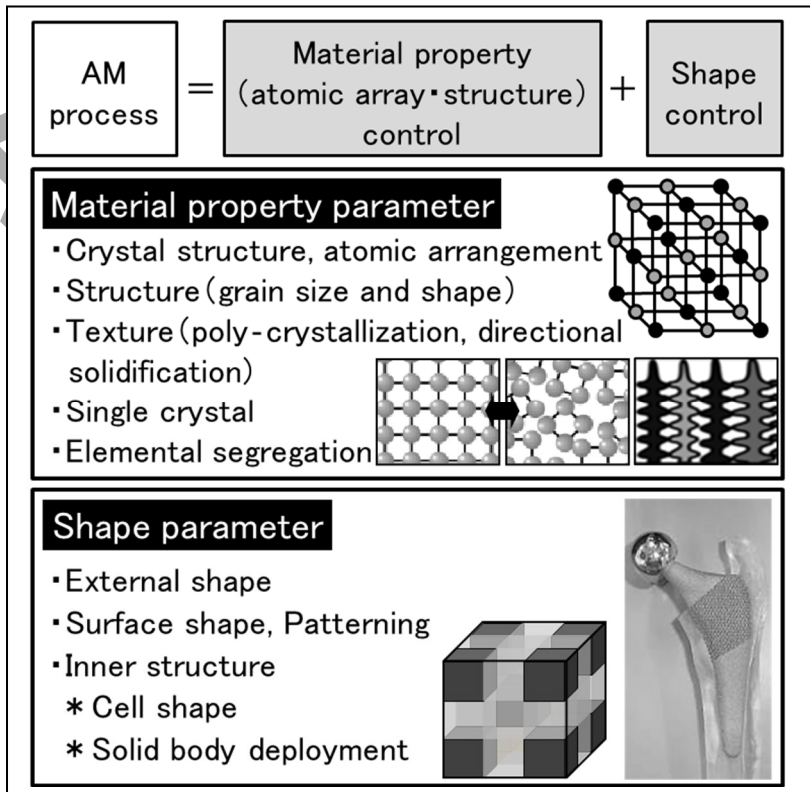 AM
process
=
Material property
(atomic array･structure)
control
+
Shape
control
Material property parameter
･Crystal structure, atomic arrangement
･Structure(grain size and shape)
･Texture(poly-crystallization, directional
solidification)
･Single crystal
･Elemental segregation
Shape parameter
･External shape
･Surface shape, Patterning
･Inner structure
* Cell shape
* Solid body deployment